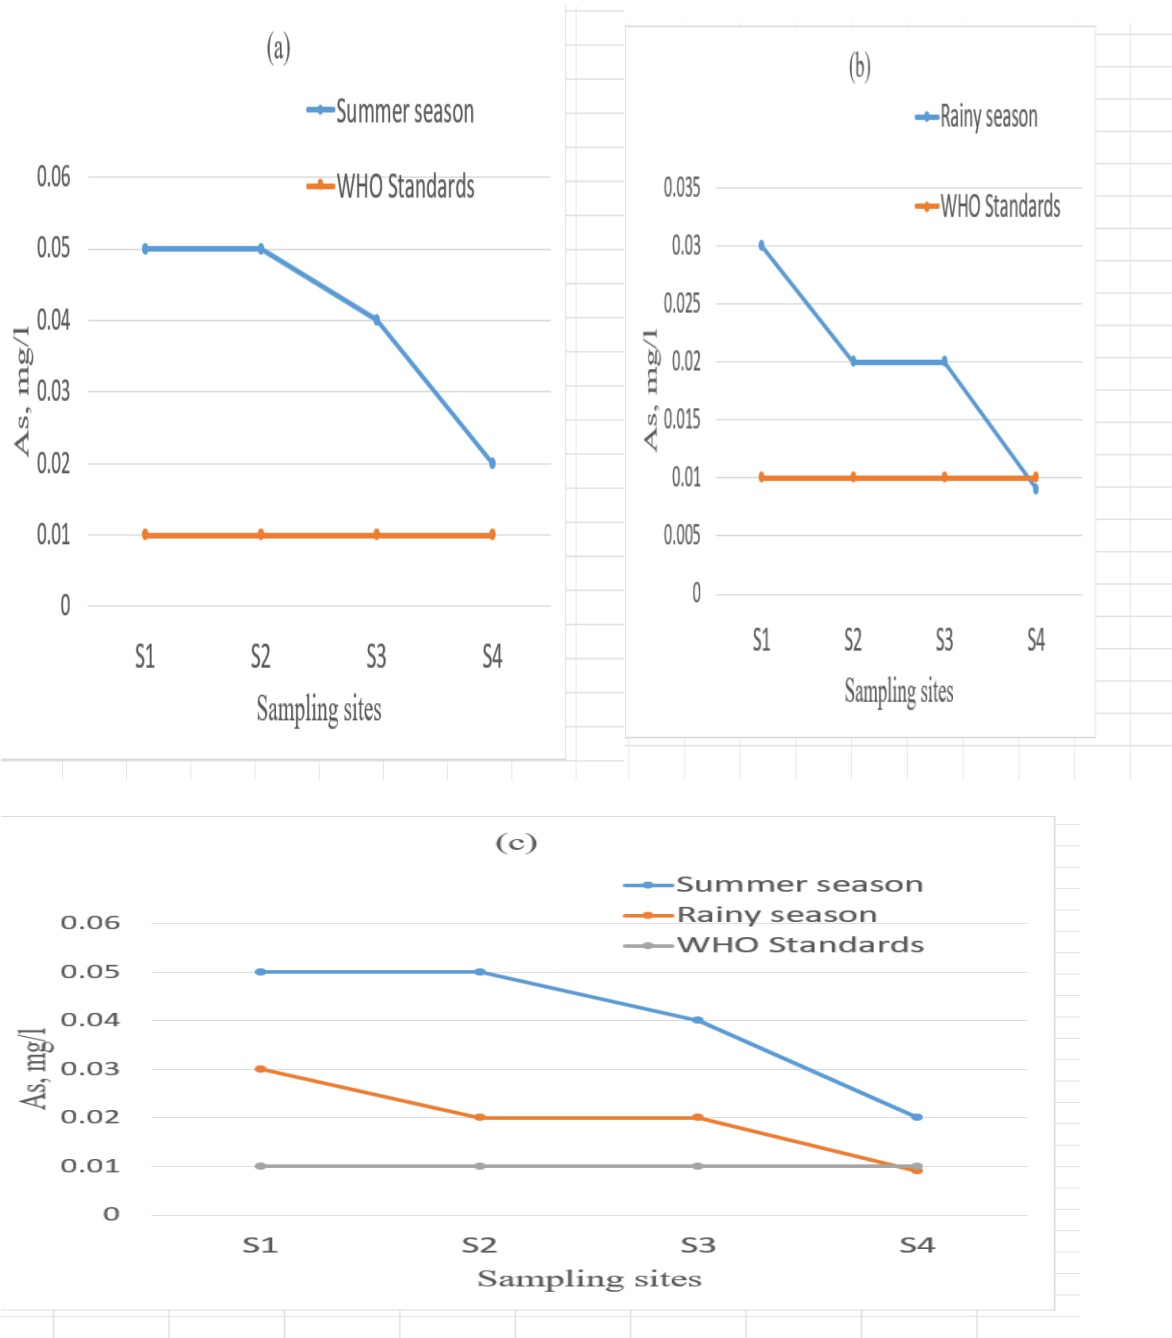 (a)
Summer season
WHO Standards
0.06
0.05
0.04
0.03
0.02
0.01
0
As, mg/l
S1 S2 S3 S4
Sampling sites
(b)
Rainy season
WHO Standards
0.035
0.03
0.025
0.02
0.015
0.01
0.005
0
As, mg/l
S1 S2 S3 S4
Sampling sites
(c)
Summer season
Rainy season
WHO Standards
0.06
0.05
0.04
0.03
0.02
0.01
0
As, mg/l
S1 S2 S3 S4
Sampling sites